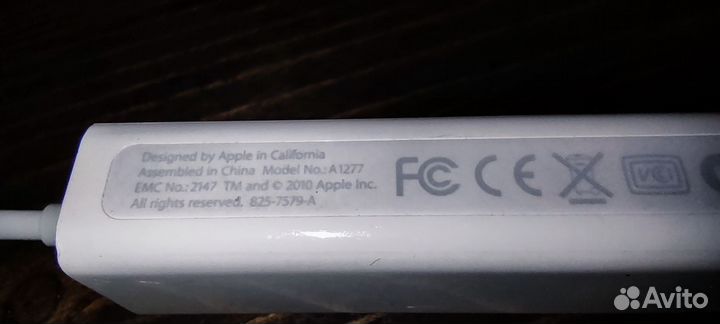 Designed by Apple in California
Assembled in China Model No.: A1277
EMC No.: 2147 TM and © 2010 Apple Inc.
All rights reserved. 825-7579-A
FC CE VCI
Avito